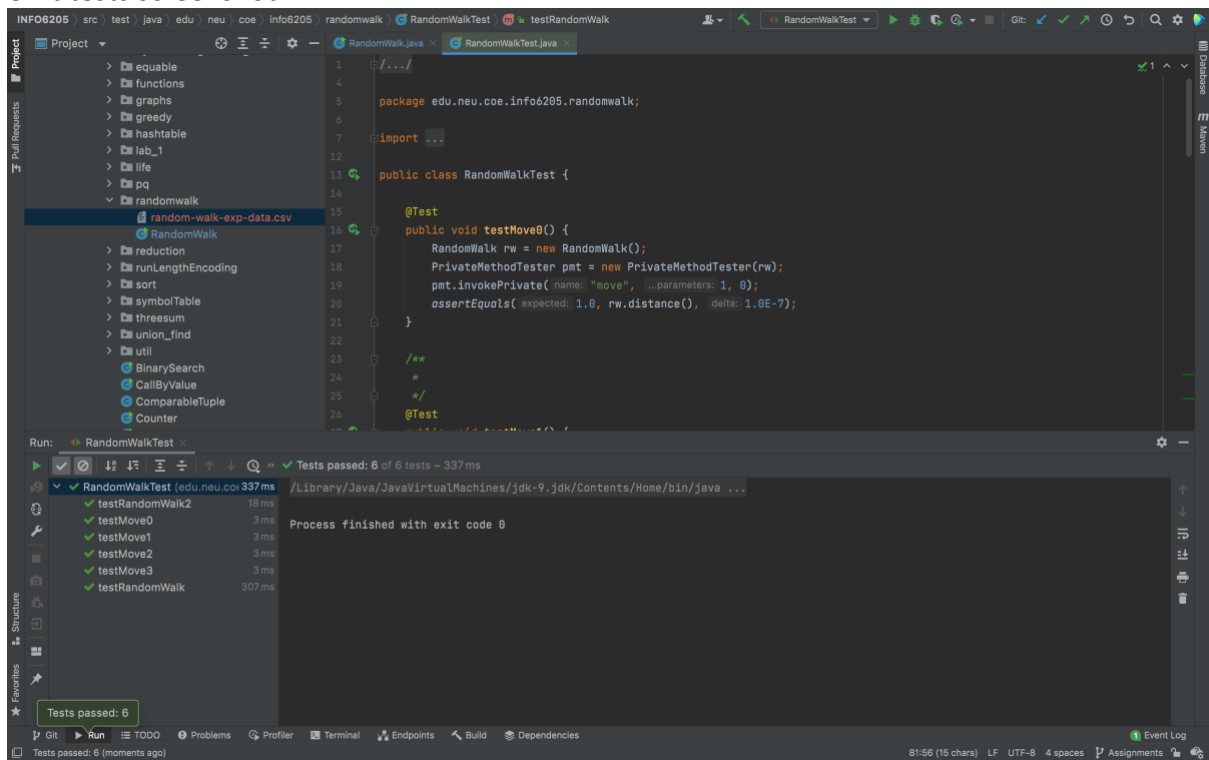 INFO6205 src test java edu neu coe info6205 randomwalk RandomWalkTest testRandomWalk RandomWalkTest Git:
Project
RandomWalk.java RandomWalkTest.java
equable
functions
graphs
greedy
hashtable
lab_1
life
pq
randomwalk
random-walk-exp-data.csv
RandomWalk
reduction
runLengthEncoding
sort
symbolTable
threesum
union_find
util
BinarySearch
CallByValue
ComparableTuple
Counter
1 /.../
4
5 package edu.neu.coe.info6205.randomwalk;
6
7 import ...
12
13 public class RandomWalkTest {
14
15 @Test
16 public void testMove0() {
17 RandomWalk rw = new RandomWalk();
18 PrivateMethodTester pmt = new PrivateMethodTester(rw);
19 pmt.invokePrivate( name: "move", ...parameters: 1, 0);
20 assertEquals( expected: 1.0, rw.distance(), delta: 1.0E-7);
21 }
22
23 /**
24 *
25 */
26 @Test
1
Project
Pull Requests
Structure
Favorites
Database
Maven
Run: RandomWalkTest
Tests passed: 6 of 6 tests – 337 ms
RandomWalkTest (edu.neu.coe 337 ms
testRandomWalk2 18 ms
testMove0 3 ms
testMove1 3 ms
testMove2 3 ms
testMove3 3 ms
testRandomWalk 307 ms
/Library/Java/JavaVirtualMachines/jdk-9.jdk/Contents/Home/bin/java ...
Process finished with exit code 0
Tests passed: 6
Git Run TODO Problems Profiler Terminal Endpoints Build Dependencies 1 Event Log
Tests passed: 6 (moments ago) 81:56 (15 chars) LF UTF-8 4 spaces Assignments